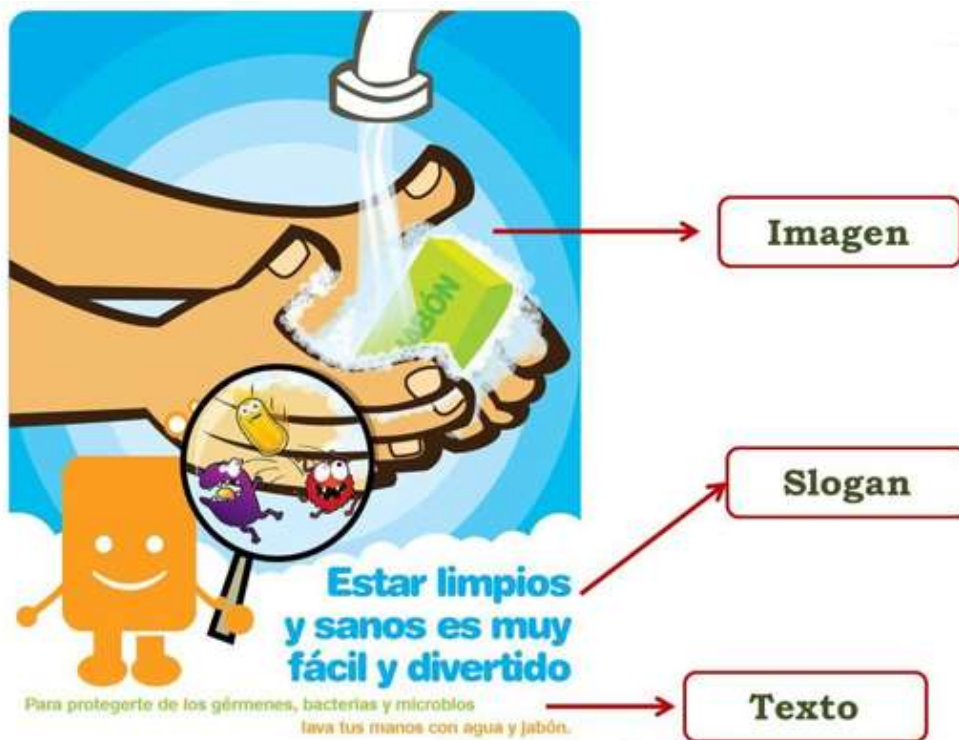 JABÓN
Imagen
Slogan
Estar limpios
y sanos es muy
fácil y divertido
Para protegerte de los gérmenes, bacterias y microbios
lava tus manos con agua y jabón.
Texto